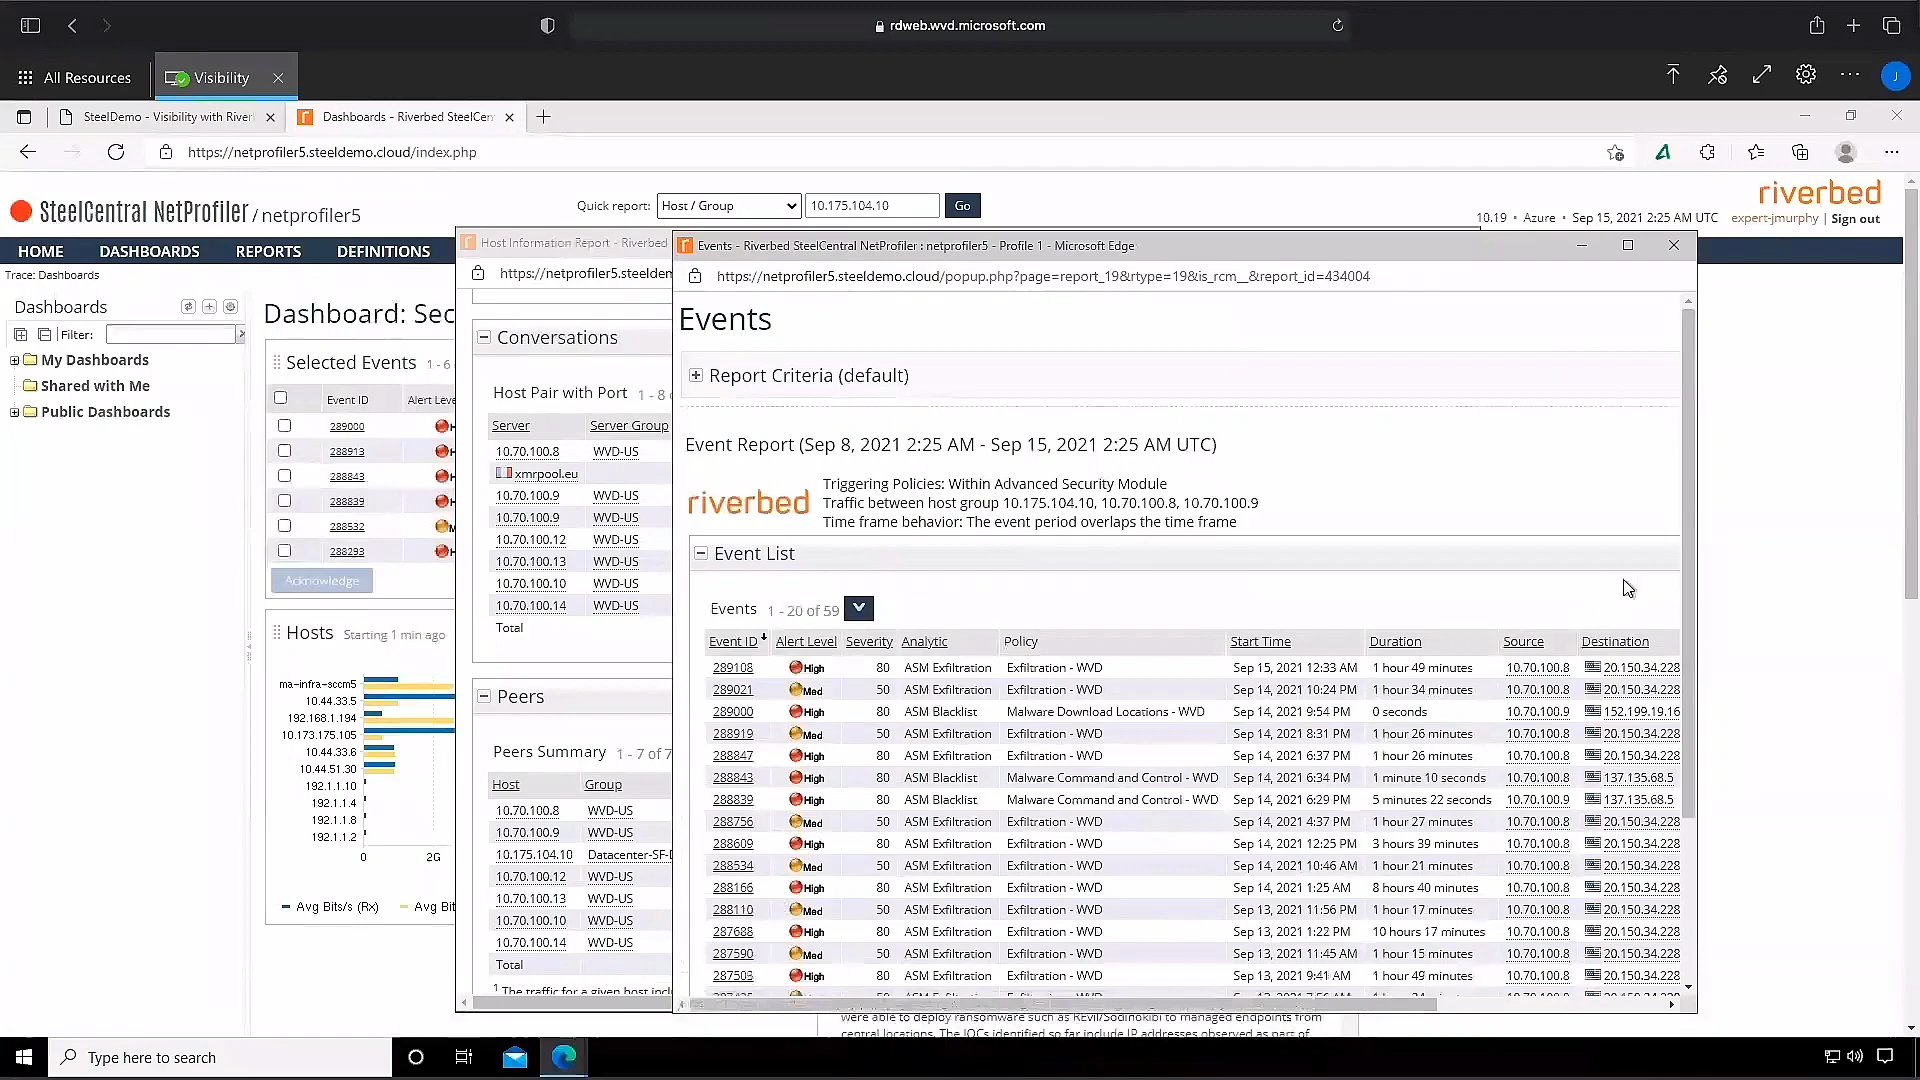 rdweb.wvd.microsoft.com
All Resources
Visibility
J
SteelDemo - Visibility with River
Dashboards - Riverbed SteelCen
https://netprofiler5.steeldemo.cloud/index.php
SteelCentral NetProfiler / netprofiler5
Quick report: Host / Group 10.175.104.10 Go
riverbed
10.19 • Azure • Sep 15, 2021 2:25 AM UTC expert-jmurphy | Sign out
HOME DASHBOARDS REPORTS DEFINITIONS
Trace: Dashboards
Dashboards
Filter:
My Dashboards
Shared with Me
Public Dashboards
Dashboard: Sec
Selected Events 1 - 6
Event ID Alert Leve
289000 H
288913 H
288843 H
288839 H
288532 M
288293 H
Acknowledge
Hosts Starting 1 min ago
ma-infra-sccm5
10.44.33.5
192.168.1.194
10.173.175.105
10.44.33.6
10.44.51.30
192.1.1.10
192.1.1.4
192.1.1.8
192.1.1.2
0 2G
Avg Bits/s (Rx) Avg Bit
Host Information Report - Riverbed
https://netprofiler5.steeldem
Conversations
Host Pair with Port 1 - 8
Server Server Group
10.70.100.8 WVD-US
xmrpool.eu
10.70.100.9 WVD-US
10.70.100.9 WVD-US
10.70.100.12 WVD-US
10.70.100.13 WVD-US
10.70.100.10 WVD-US
10.70.100.14 WVD-US
Total
Peers
Peers Summary 1 - 7 of 7
Host Group
10.70.100.8 WVD-US
10.70.100.9 WVD-US
10.175.104.10 Datacenter-SF-D
10.70.100.12 WVD-US
10.70.100.13 WVD-US
10.70.100.10 WVD-US
10.70.100.14 WVD-US
Total
1 The traffic for a given host incl
Events - Riverbed SteelCentral NetProfiler : netprofiler5 - Profile 1 - Microsoft Edge
https://netprofiler5.steeldemo.cloud/popup.php?page=report_19&rtype=19&is_rcm__&report_id=434004
Events
Report Criteria (default)
Event Report (Sep 8, 2021 2:25 AM - Sep 15, 2021 2:25 AM UTC)
riverbed
Triggering Policies: Within Advanced Security Module
Traffic between host group 10.175.104.10, 10.70.100.8, 10.70.100.9
Time frame behavior: The event period overlaps the time frame
Event List
Events 1 - 20 of 59
Event ID Alert Level Severity Analytic Policy Start Time Duration Source Destination
289108 High 80 ASM Exfiltration Exfiltration - WVD Sep 15, 2021 12:33 AM 1 hour 49 minutes 10.70.100.8 20.150.34.228
289021 Med 50 ASM Exfiltration Exfiltration - WVD Sep 14, 2021 10:24 PM 1 hour 34 minutes 10.70.100.8 20.150.34.228
289000 High 80 ASM Blacklist Malware Download Locations - WVD Sep 14, 2021 9:54 PM 0 seconds 10.70.100.9 152.199.19.16
288919 Med 50 ASM Exfiltration Exfiltration - WVD Sep 14, 2021 8:31 PM 1 hour 26 minutes 10.70.100.8 20.150.34.228
288847 High 80 ASM Exfiltration Exfiltration - WVD Sep 14, 2021 6:37 PM 1 hour 26 minutes 10.70.100.8 20.150.34.228
288843 High 80 ASM Blacklist Malware Command and Control - WVD Sep 14, 2021 6:34 PM 1 minute 10 seconds 10.70.100.8 137.135.68.5
288839 High 80 ASM Blacklist Malware Command and Control - WVD Sep 14, 2021 6:29 PM 5 minutes 22 seconds 10.70.100.9 137.135.68.5
288756 Med 50 ASM Exfiltration Exfiltration - WVD Sep 14, 2021 4:37 PM 1 hour 27 minutes 10.70.100.8 20.150.34.228
288609 High 80 ASM Exfiltration Exfiltration - WVD Sep 14, 2021 12:25 PM 3 hours 39 minutes 10.70.100.8 20.150.34.228
288534 Med 50 ASM Exfiltration Exfiltration - WVD Sep 14, 2021 10:46 AM 1 hour 21 minutes 10.70.100.8 20.150.34.228
288166 High 80 ASM Exfiltration Exfiltration - WVD Sep 14, 2021 1:25 AM 8 hours 40 minutes 10.70.100.8 20.150.34.228
288110 Med 50 ASM Exfiltration Exfiltration - WVD Sep 13, 2021 11:56 PM 1 hour 17 minutes 10.70.100.8 20.150.34.228
287688 High 80 ASM Exfiltration Exfiltration - WVD Sep 13, 2021 1:22 PM 10 hours 17 minutes 10.70.100.8 20.150.34.228
287590 Med 50 ASM Exfiltration Exfiltration - WVD Sep 13, 2021 11:45 AM 1 hour 15 minutes 10.70.100.8 20.150.34.228
287503 High 80 ASM Exfiltration Exfiltration - WVD Sep 13, 2021 9:41 AM 1 hour 49 minutes 10.70.100.8 20.150.34.228
were able to deploy ransomware such as REvil/Sodinokibi to managed endpoints from
central locations. The IOCs identified so far include IP addresses observed as part of
Type here to search